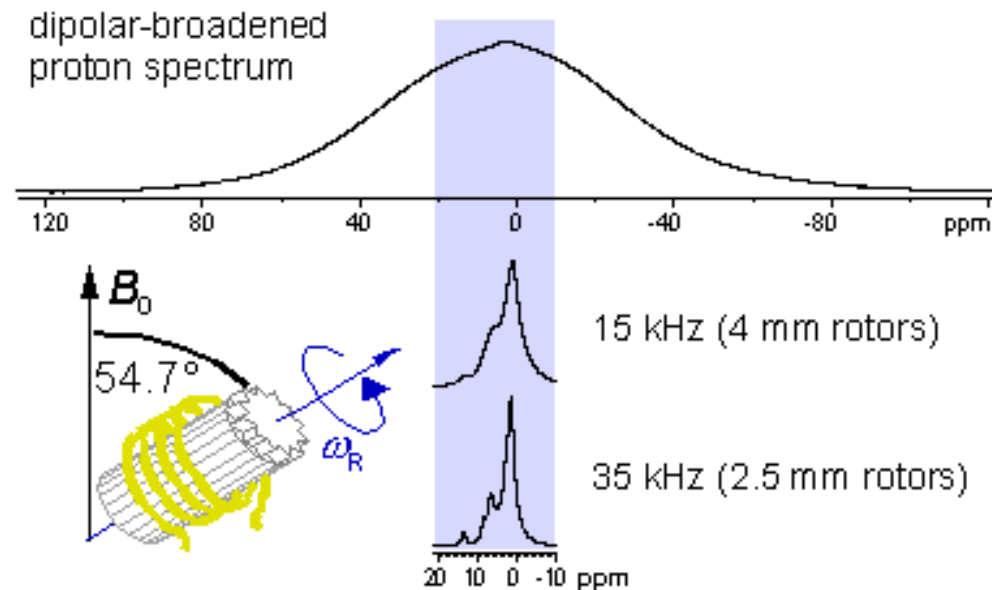 dipolar-broadened
proton spectrum
120 80 40 0 -40 -80 ppm
B0
54.7°
ωR
15 kHz (4 mm rotors)
35 kHz (2.5 mm rotors)
20 10 0 -10 ppm